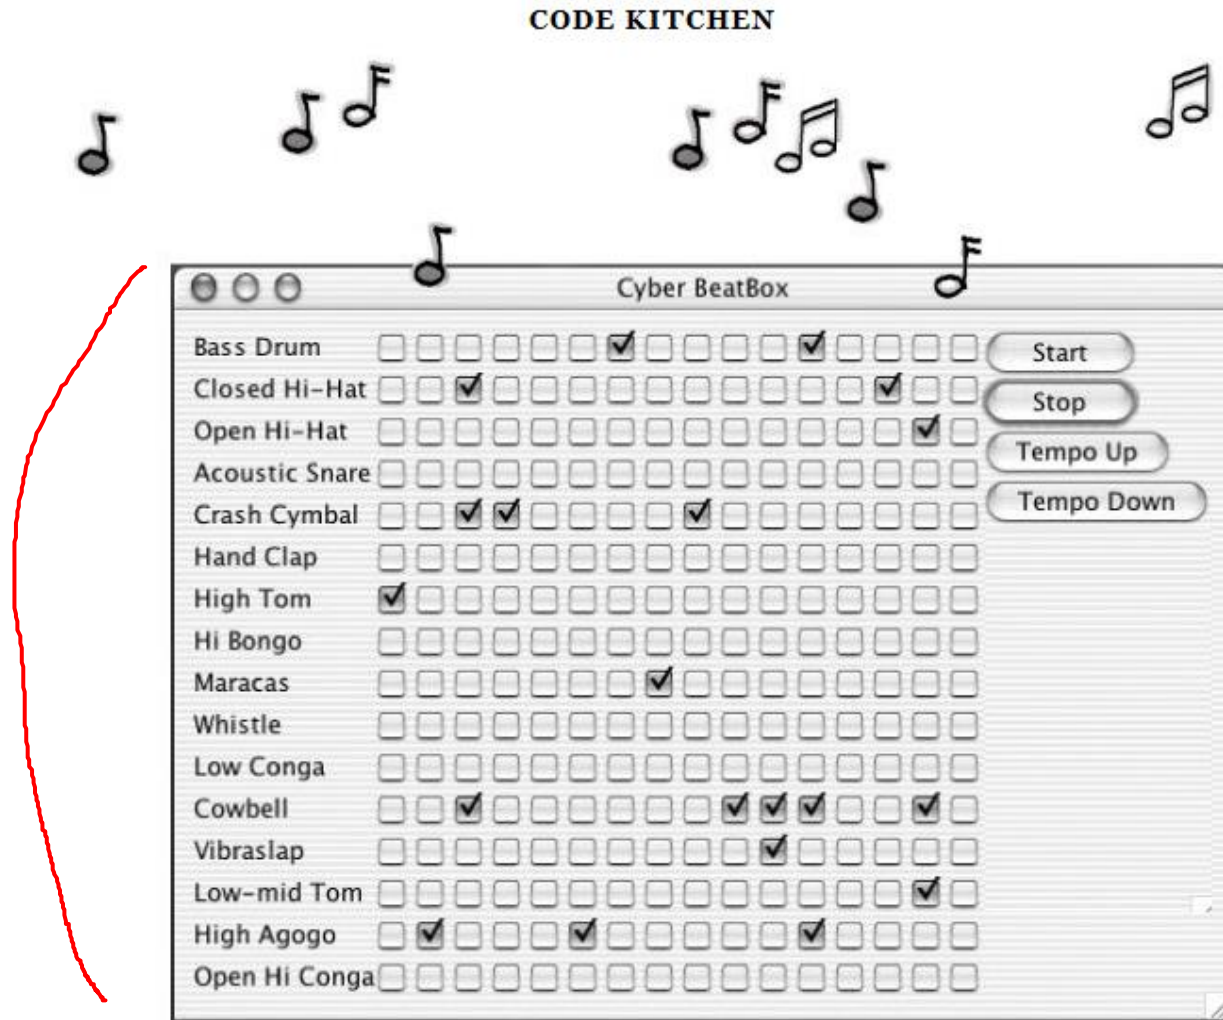 CODE KITCHEN
Cyber BeatBox
Bass Drum
Start
Closed Hi-Hat
Stop
Open Hi-Hat
Tempo Up
Acoustic Snare
Tempo Down
Crash Cymbal
Hand Clap
High Tom
Hi Bongo
Maracas
Whistle
Low Conga
Cowbell
Vibraslap
Low-mid Tom
High Agogo
Open Hi Conga